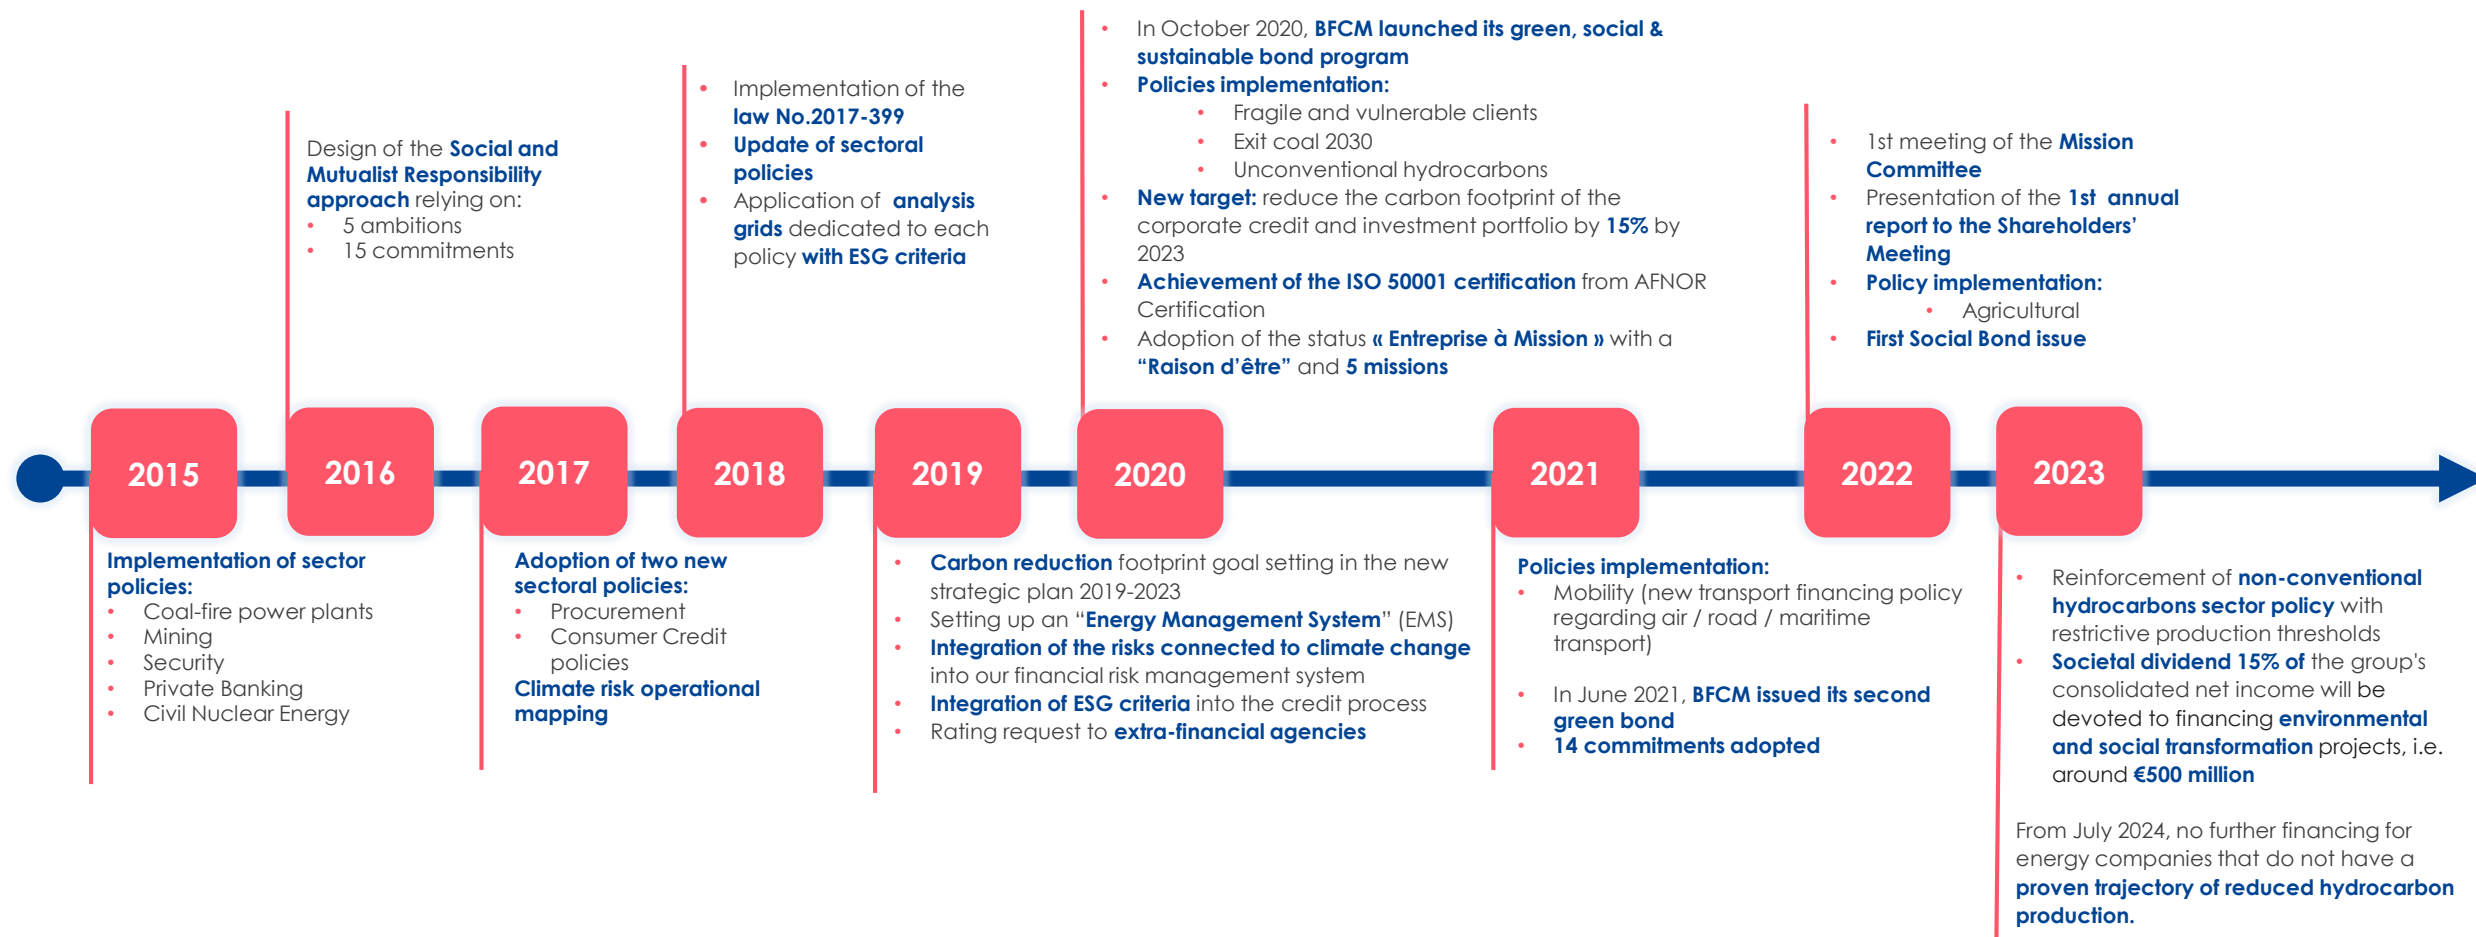 • In October 2020, BFCM launched its green, social &
sustainable bond program
• Policies implementation:
• Fragile and vulnerable clients
• Exit coal 2030
• Unconventional hydrocarbons
• New target: reduce the carbon footprint of the
corporate credit and investment portfolio by 15% by
2023
• Achievement of the ISO 50001 certification from AFNOR
Certification
• Adoption of the status « Entreprise à Mission » with a
“Raison d’être” and 5 missions
• Implementation of the
law No.2017-399
• Update of sectoral
policies
• Application of analysis
grids dedicated to each
policy with ESG criteria
Design of the Social and
Mutualist Responsibility
approach relying on:
• 5 ambitions
• 15 commitments
• 1st meeting of the Mission
Committee
• Presentation of the 1st annual
report to the Shareholders’
Meeting
• Policy implementation:
• Agricultural
• First Social Bond issue
2015
2016
2017
2018
2019
2020
2021
2022
2023
Implementation of sector
policies:
• Coal-fire power plants
• Mining
• Security
• Private Banking
• Civil Nuclear Energy
Adoption of two new
sectoral policies:
• Procurement
• Consumer Credit
policies
Climate risk operational
mapping
• Carbon reduction footprint goal setting in the new
strategic plan 2019-2023
• Setting up an “Energy Management System” (EMS)
• Integration of the risks connected to climate change
into our financial risk management system
• Integration of ESG criteria into the credit process
• Rating request to extra-financial agencies
Policies implementation:
• Mobility (new transport financing policy
regarding air / road / maritime
transport)
• In June 2021, BFCM issued its second
green bond
• 14 commitments adopted
• Reinforcement of non-conventional
hydrocarbons sector policy with
restrictive production thresholds
• Societal dividend 15% of the group's
consolidated net income will be
devoted to financing environmental
and social transformation projects, i.e.
around €500 million
From July 2024, no further financing for
energy companies that do not have a
proven trajectory of reduced hydrocarbon
production.